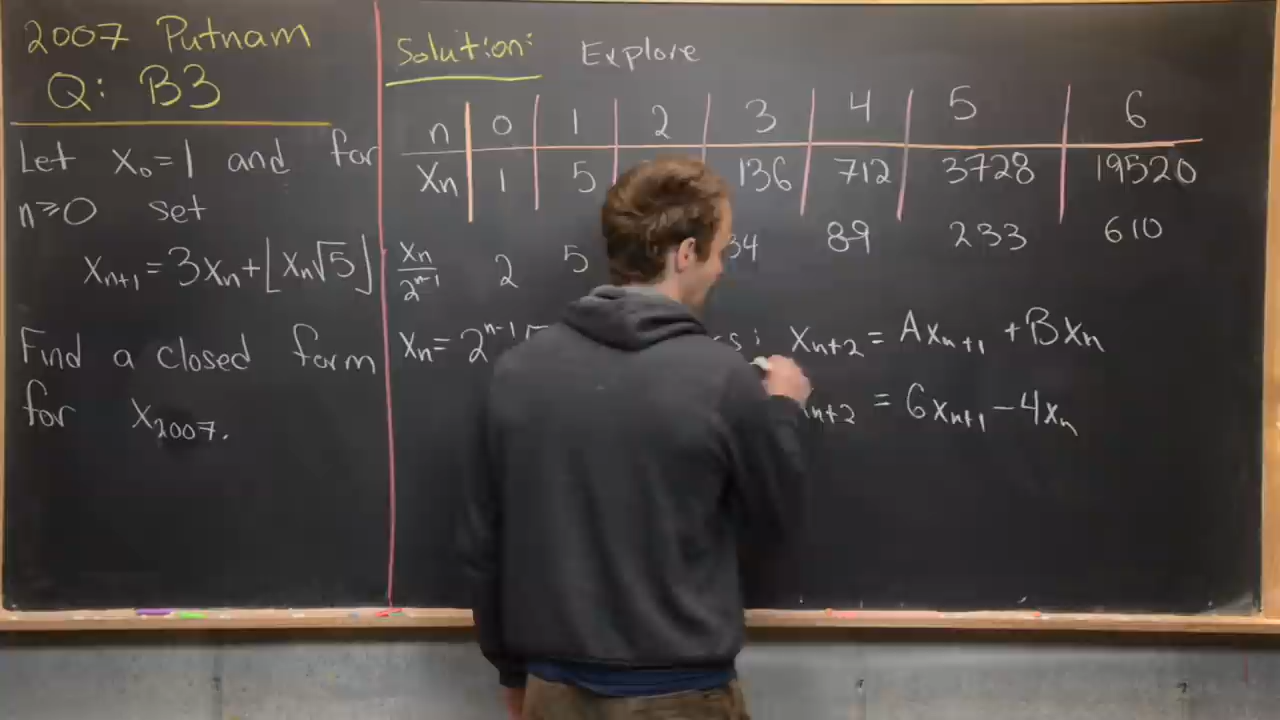 2007 Putnam
Q: B3
Let x₀=1 and for
n≥0 set
xₙ₊₁=3xₙ+⌊xₙ√5⌋
Find a closed form
for x₂₀₀₇.
Solution: Explore
n 0 1 2 3 4 5 6
xₙ 1 5 136 712 3728 19520
xₙ/2ⁿ⁻¹ 2 5 34 89 233 610
xₙ=2ⁿ⁻¹ xₙ₊₂=Axₙ₊₁+Bxₙ
ₙ₊₂=6xₙ₊₁-4xₙ